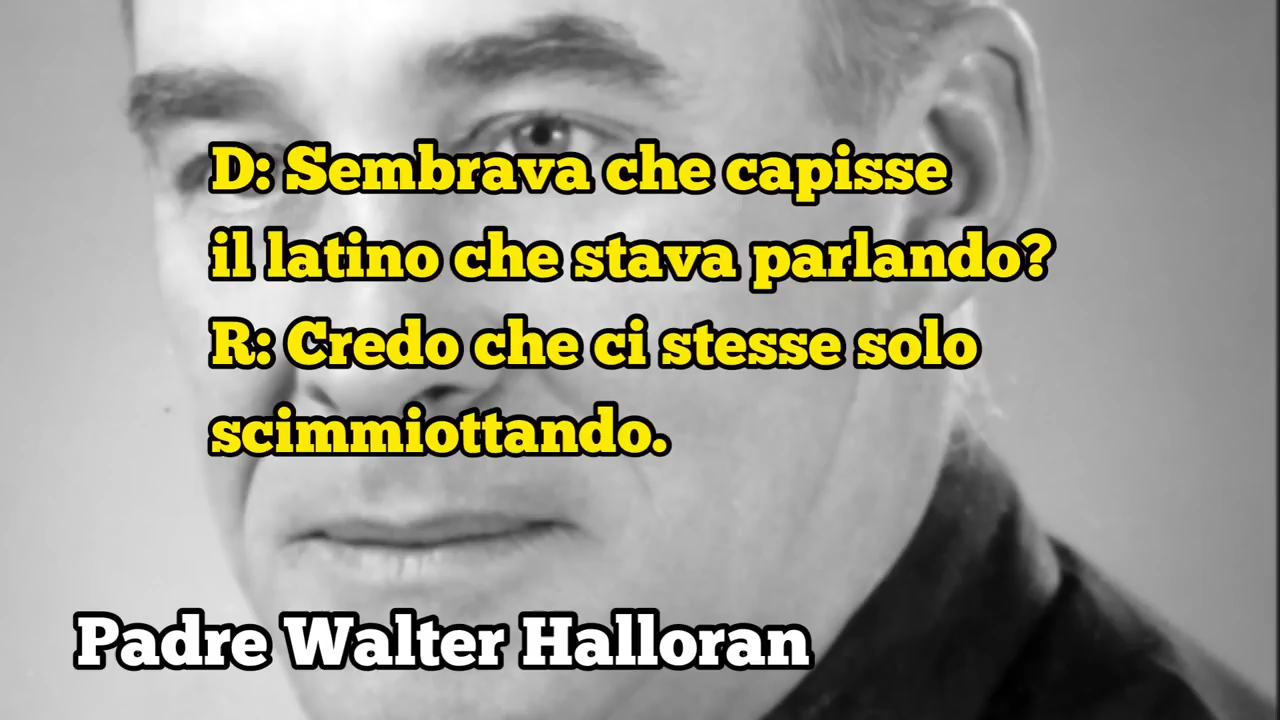 D: Sembrava che capisse
il latino che stava parlando?
R: Credo che ci stesse solo
scimmiottando.
Padre Walter Halloran